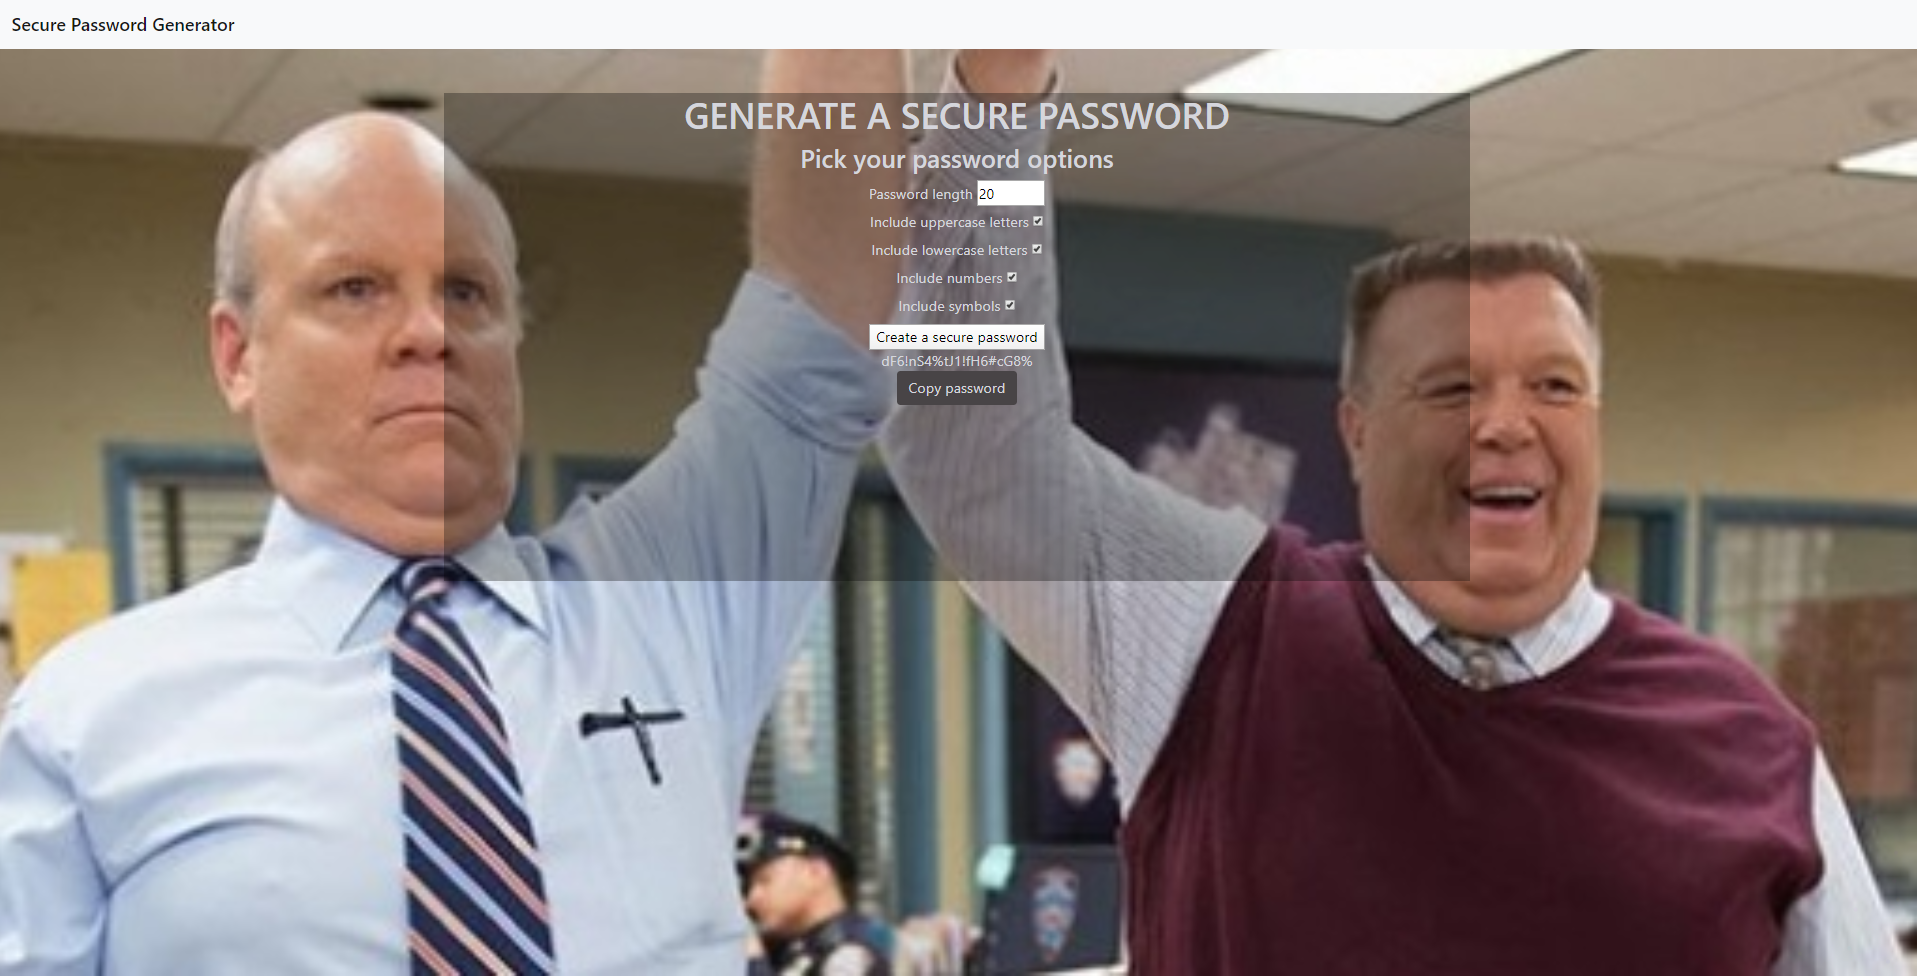 Secure Password Generator
GENERATE A SECURE PASSWORD
Pick your password options
Password length 20
Include uppercase letters
Include lowercase letters
Include numbers
Include symbols
Create a secure password
dF6!nS4%tJ1!fH6#cG8%
Copy password